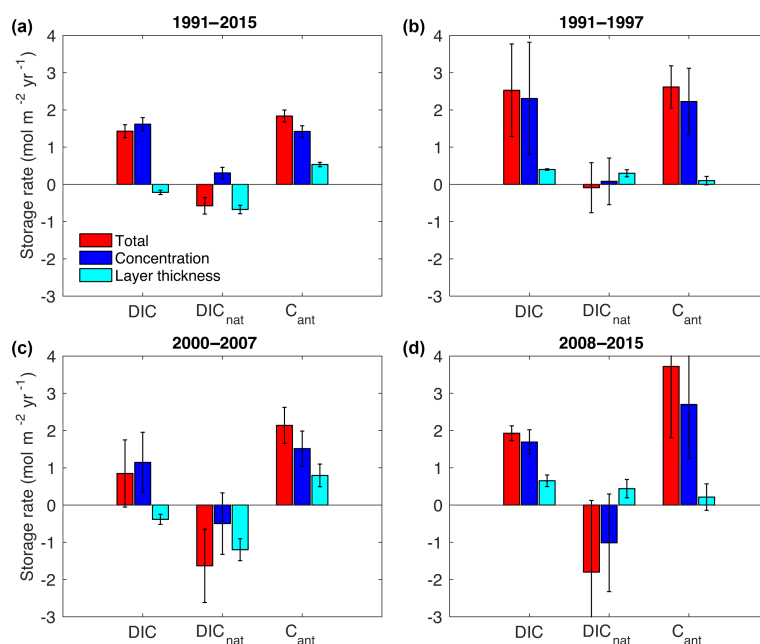 (a) 1991–2015
4
3
2
1
0
-1
-2
-3
Storage rate (mol m⁻² yr⁻¹)
Total
Concentration
Layer thickness
DIC DICnat Cant
(b) 1991–1997
4
3
2
1
0
-1
-2
-3
DIC DICnat Cant
(c) 2000–2007
4
3
2
1
0
-1
-2
-3
Storage rate (mol m⁻² yr⁻¹)
DIC DICnat Cant
(d) 2008–2015
4
3
2
1
0
-1
-2
-3
DIC DICnat Cant